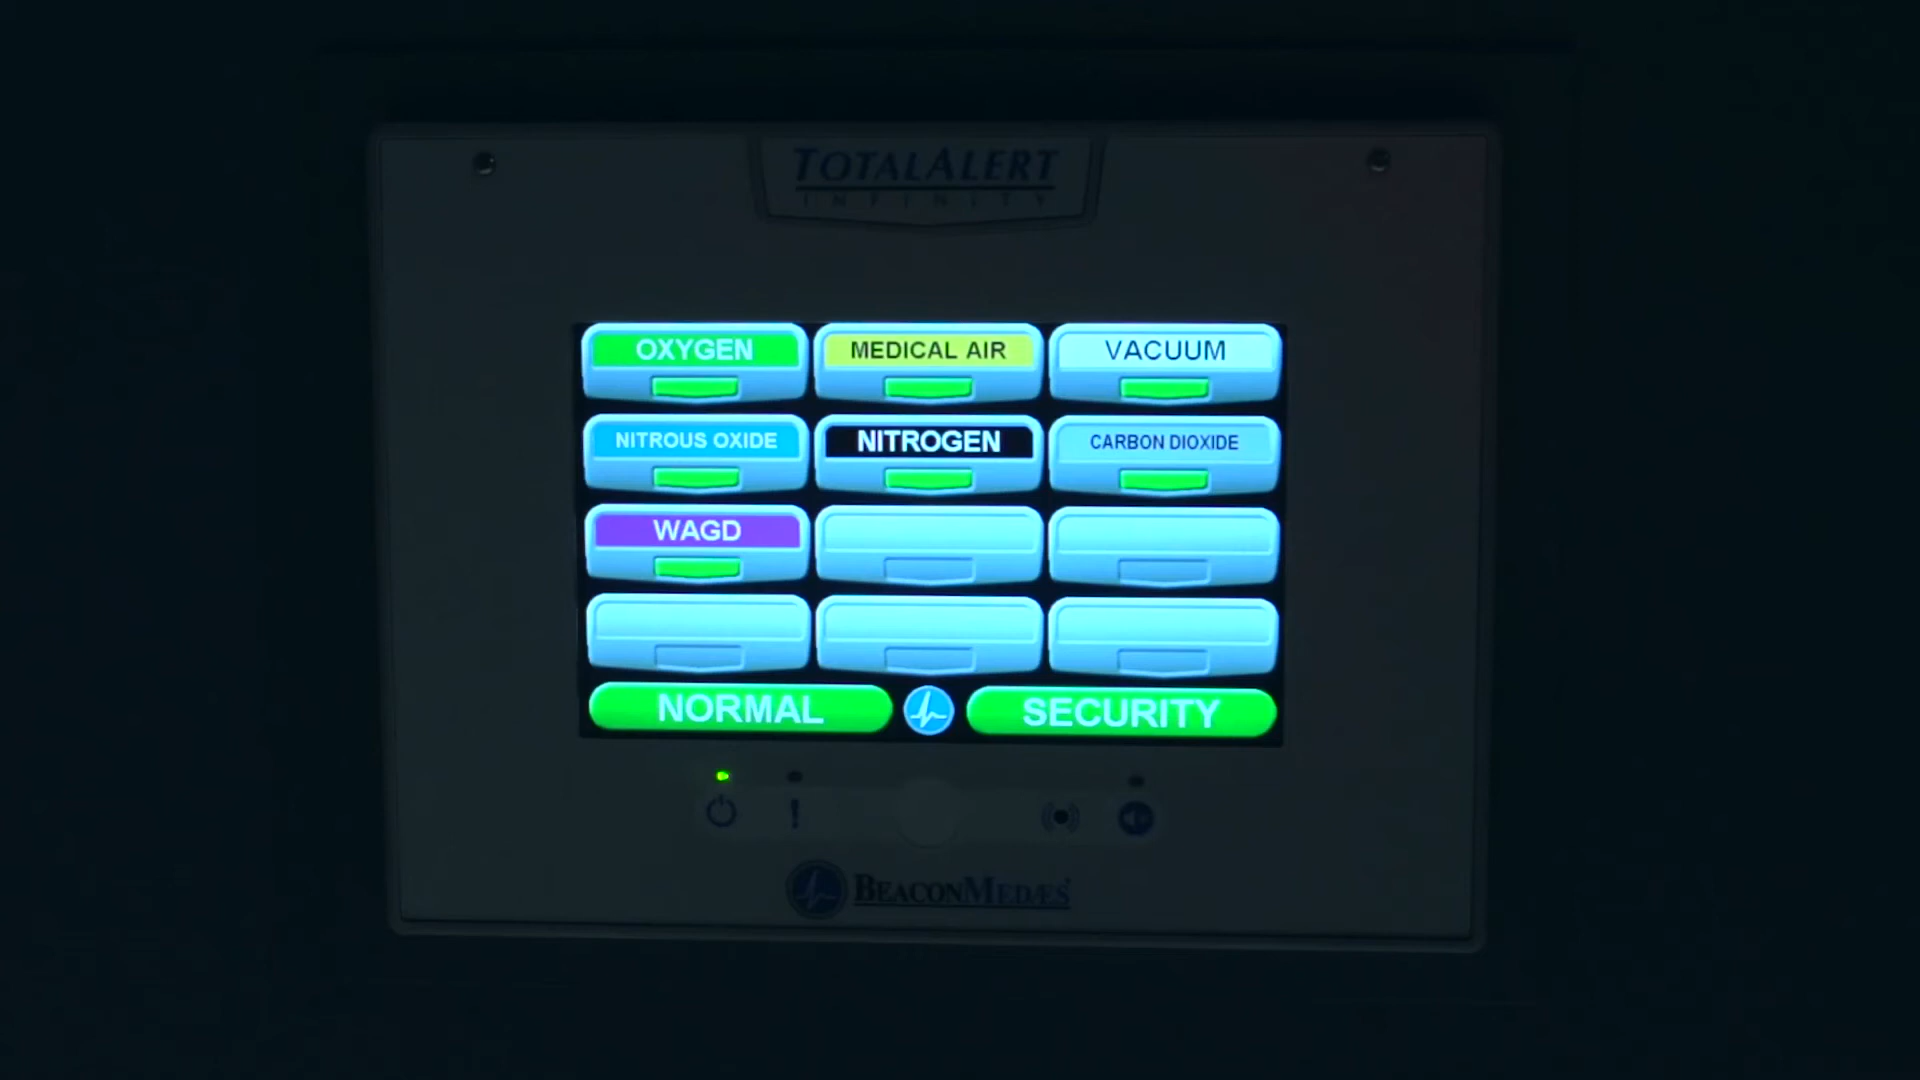 TOTALALERT
INFINITY
OXYGEN
MEDICAL AIR
VACUUM
NITROUS OXIDE
NITROGEN
CARBON DIOXIDE
WAGD
NORMAL
SECURITY
!
BEACONMEDÆS